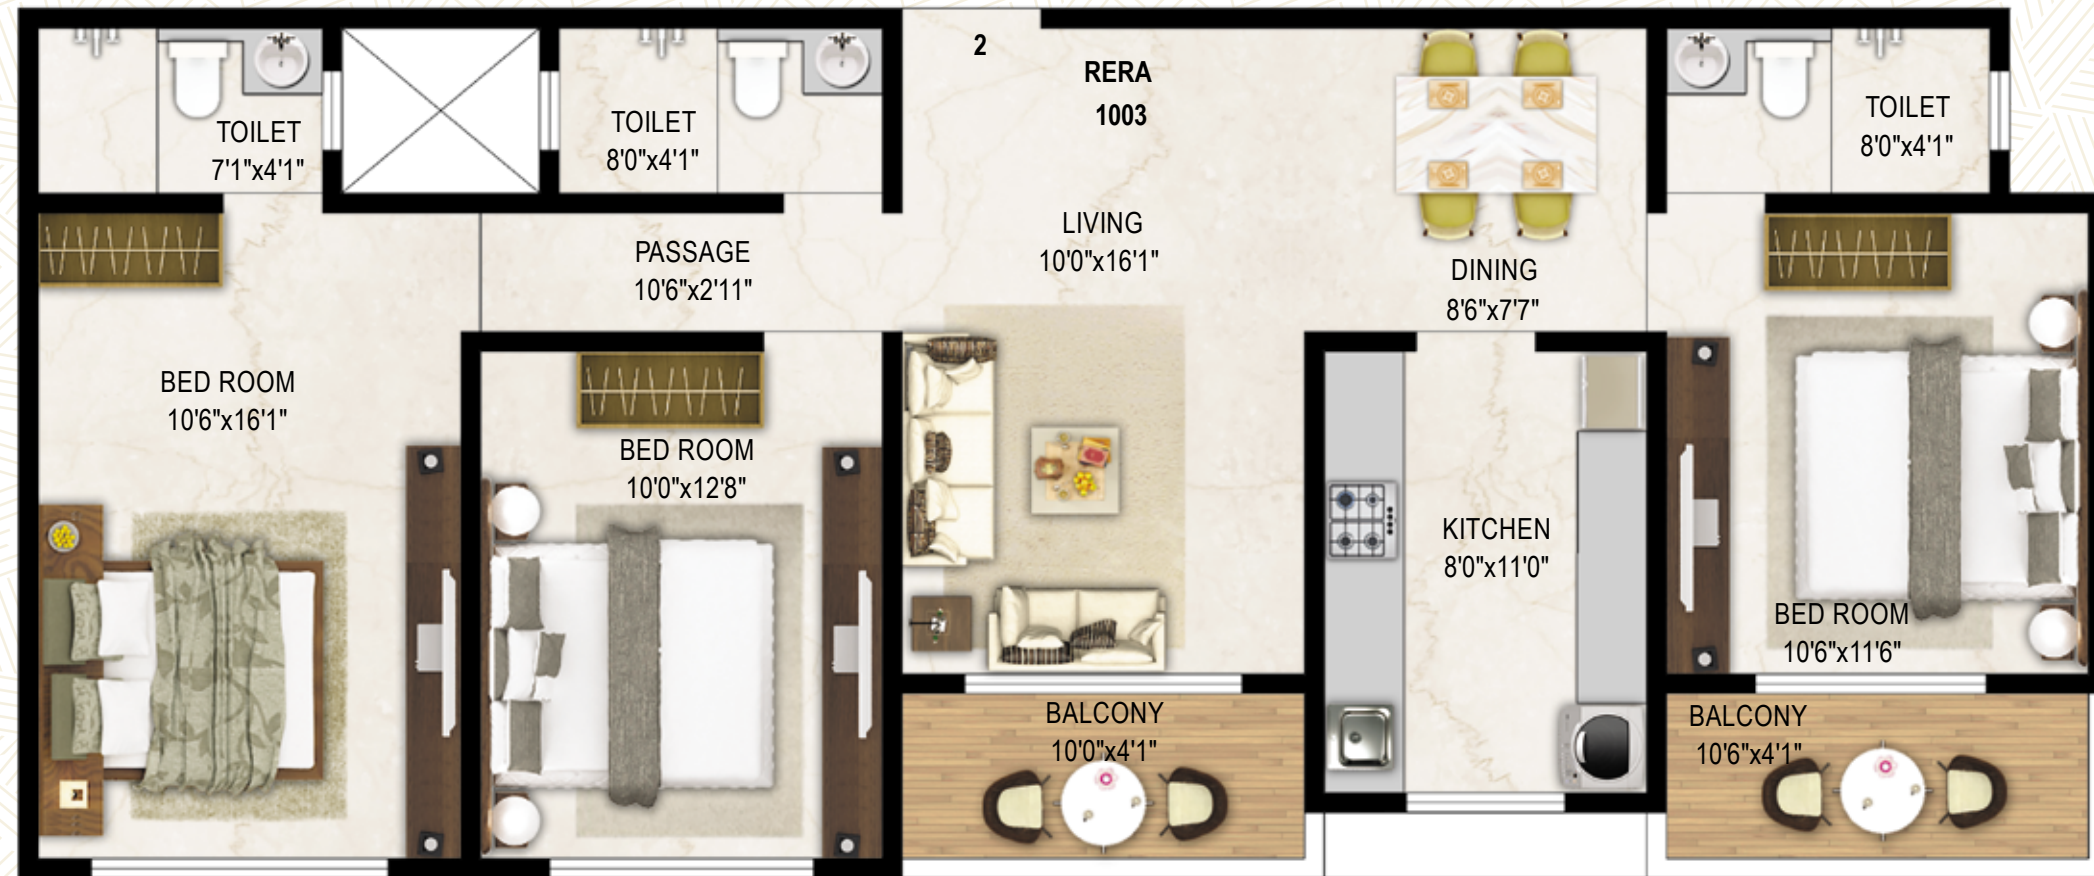 2
RERA
1003
TOILET
7'1"x4'1"
TOILET
8'0"x4'1"
TOILET
8'0"x4'1"
PASSAGE
10'6"x2'11"
LIVING
10'0"x16'1"
DINING
8'6"x7'7"
BED ROOM
10'6"x16'1"
BED ROOM
10'0"x12'8"
KITCHEN
8'0"x11'0"
BED ROOM
10'6"x11'6"
BALCONY
10'0"x4'1"
BALCONY
10'6"x4'1"